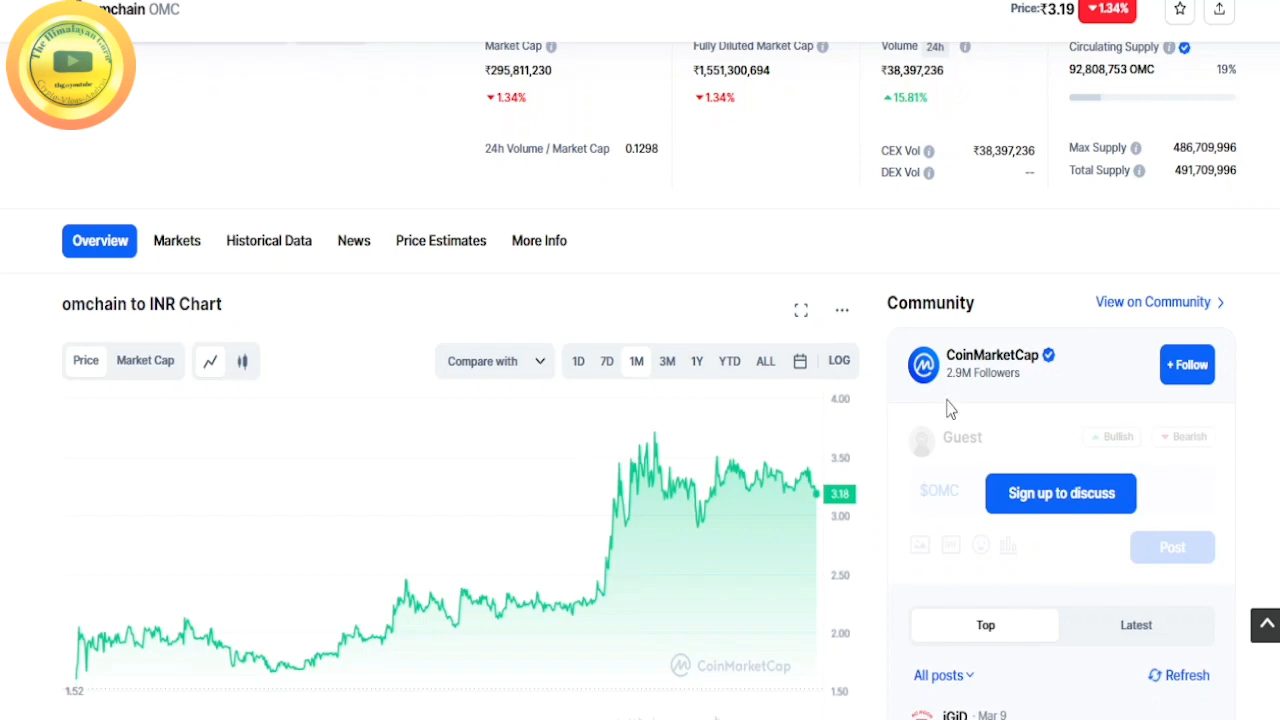 mchain OMC
Price:₹3.19 1.34%
The Himalayan Guru
Market Cap
₹295,811,230
1.34%
24h Volume / Market Cap 0.1298
Fully Diluted Market Cap
₹1,551,300,694
1.34%
Volume 24h
₹38,397,236
15.81%
CEX Vol ₹38,397,236
DEX Vol --
Circulating Supply
92,808,753 OMC 19%
Max Supply 486,709,996
Total Supply 491,709,996
Overview Markets Historical Data News Price Estimates More Info
omchain to INR Chart
Price Market Cap
Compare with
1D 7D 1M 3M 1Y YTD ALL LOG
4.00
3.50
3.18
3.00
2.50
2.00
1.50
1.52
CoinMarketCap
Community View on Community
CoinMarketCap
2.9M Followers
+ Follow
Guest
Bullish Bearish
$OMC
Sign up to discuss
Post
Top Latest
All posts Refresh
iGiD · Mar 9